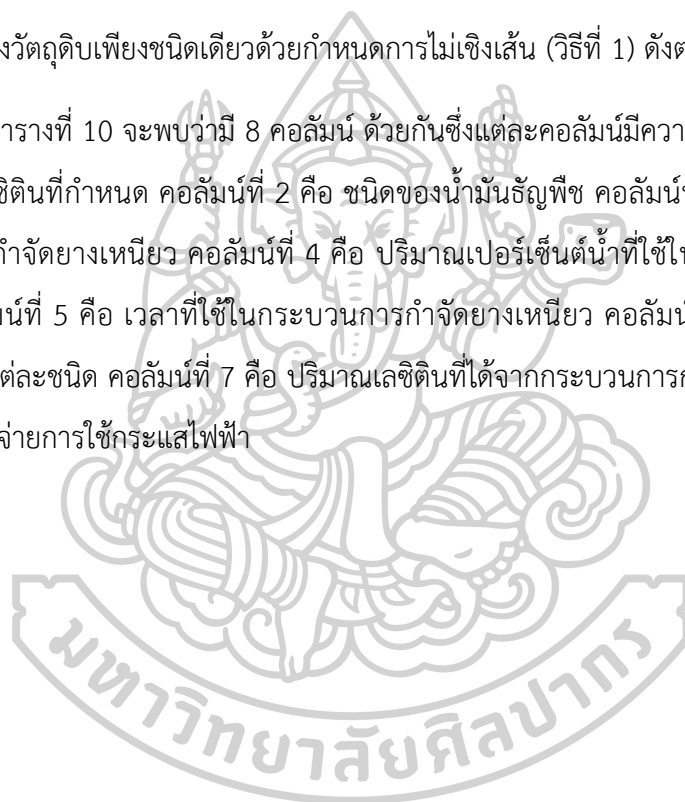 งวัตถุดิบเพียงชนิดเดียวด้วยกำหนดการไม่เชิงเส้น (วิธีที่ 1) ดังต
ารางที่ 10 จะพบว่ามี 8 คอลัมน์ ด้วยกันซึ่งแต่ละคอลัมน์มีควา
ซิตินที่กำหนด คอลัมน์ที่ 2 คือ ชนิดของน้ำมันธัญพืช คอลัมน์
กำจัดยางเหนียว คอลัมน์ที่ 4 คือ ปริมาณเปอร์เซ็นต์น้ำที่ใช้ใน
มน์ที่ 5 คือ เวลาที่ใช้ในกระบวนการกำจัดยางเหนียว คอลัมน์
ต่ละชนิด คอลัมน์ที่ 7 คือ ปริมาณเลซิตินที่ได้จากกระบวนการก
จ่ายการใช้กระแสไฟฟ้า
มหาวิทยาลัยศิลปากร